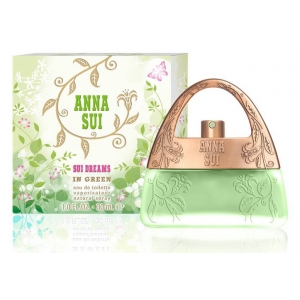 ANNA
SUI
SUI DREAMS
IN GREEN
eau de toilette
vaporisateur
natural spray
ANNA
SUI